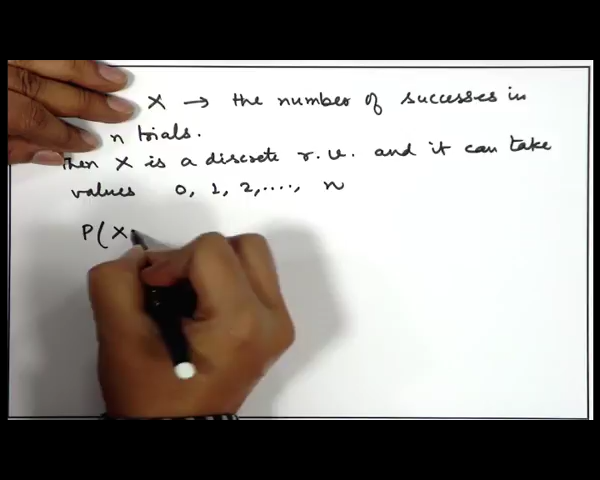 X → the number of successes in
n trials.
Then X is a discrete r.v. and it can take
values 0, 1, 2, ...., n
P(X